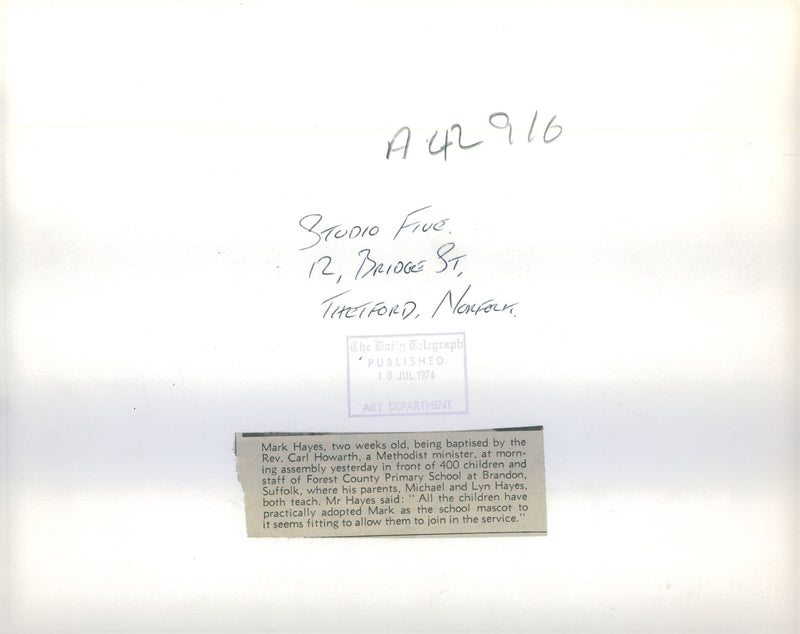 A42916
Studio Five.
12, Bridge St,
Thetford, Norfolk.
The Daily Telegraph
PUBLISHED
18 JUL 1974
ART DEPARTMENT
Mark Hayes, two weeks old, being baptised by the
Rev. Carl Howarth, a Methodist minister, at morn-
ing assembly yesterday in front of 400 children and
staff of Forest County Primary School at Brandon,
Suffolk, where his parents, Michael and Lyn Hayes,
both teach. Mr Hayes said: "All the children have
practically adopted Mark as the school mascot to
it seems fitting to allow them to join in the service."